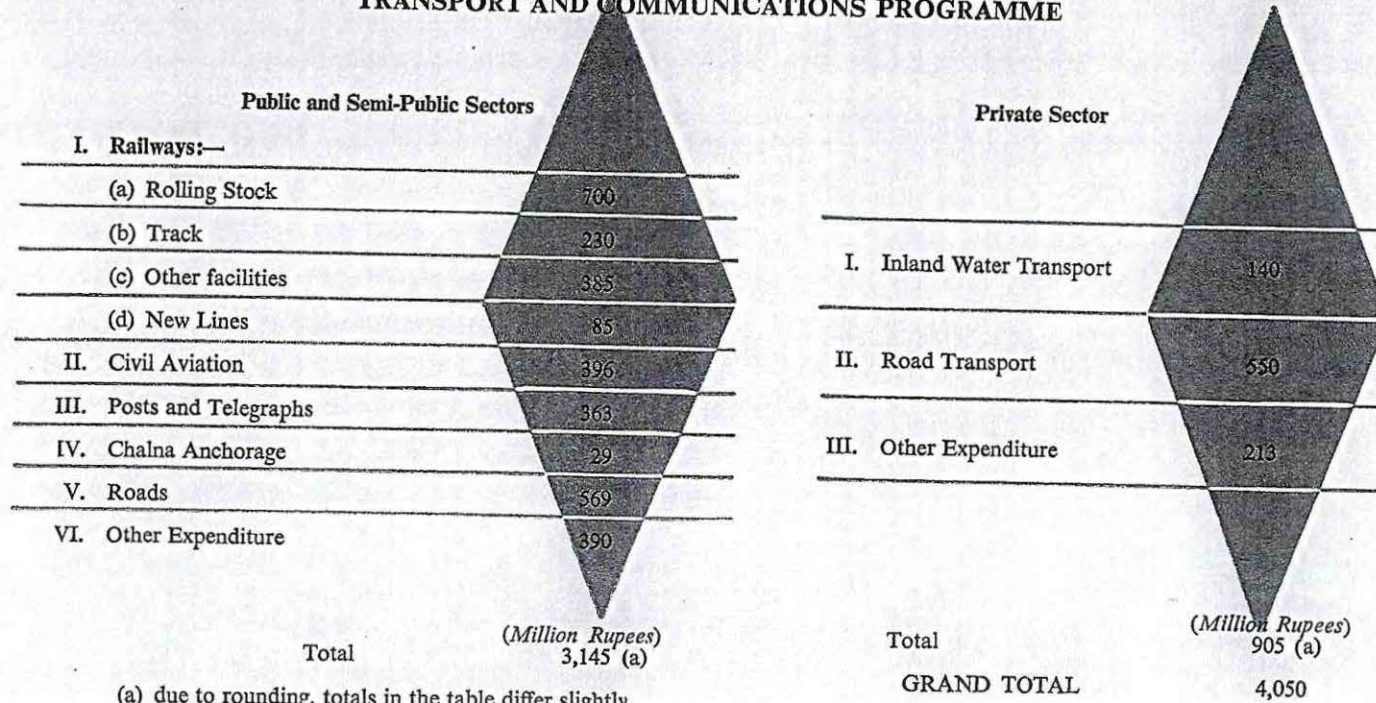 TRANSPORT AND COMMUNICATIONS PROGRAMME
Public and Semi-Public Sectors
I. Railways:—
(a) Rolling Stock 700
(b) Track 230
(c) Other facilities 385
(d) New Lines 85
II. Civil Aviation 396
III. Posts and Telegraphs 363
IV. Chalna Anchorage 29
V. Roads 569
VI. Other Expenditure 390
(Million Rupees)
Total 3,145 (a)
(a) due to rounding, totals in the table differ slightly
Private Sector
I. Inland Water Transport 140
II. Road Transport 550
III. Other Expenditure 213
(Million Rupees)
Total 905 (a)
GRAND TOTAL 4,050